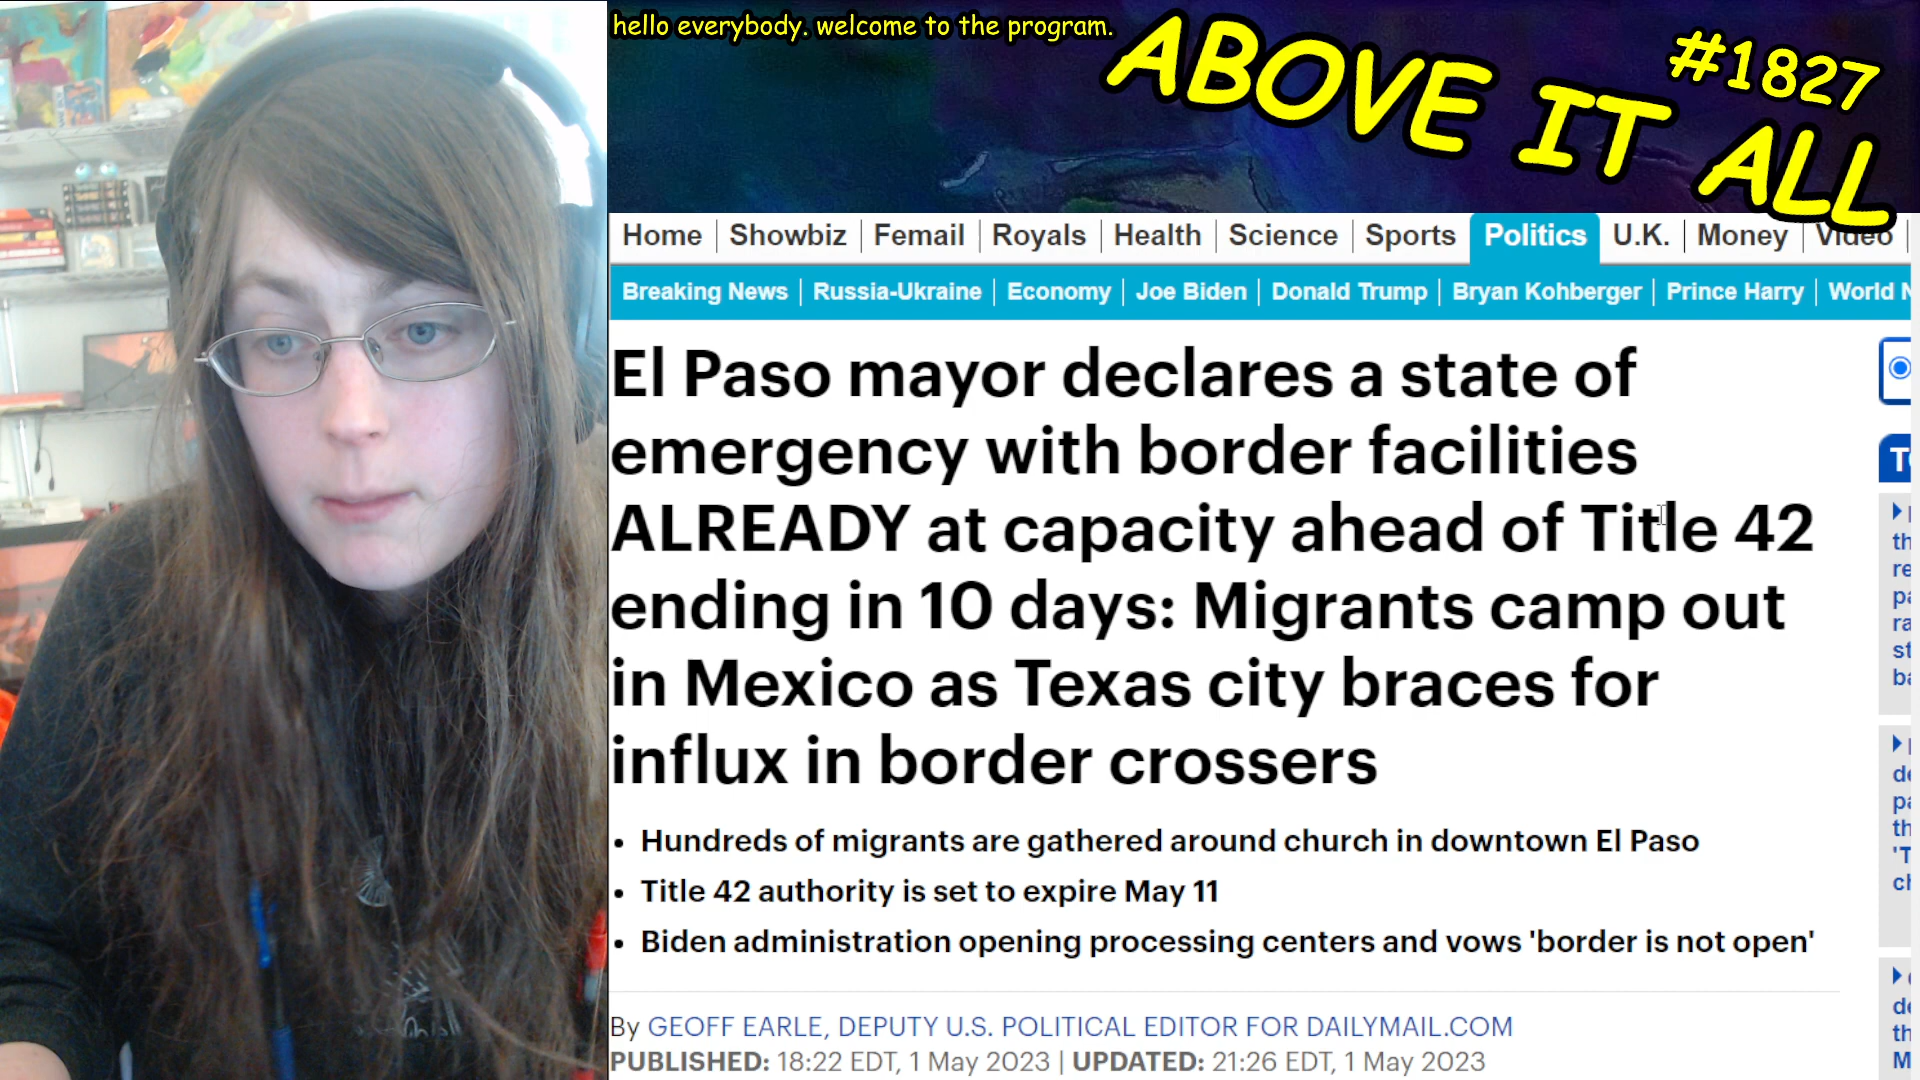 hello everybody. welcome to the program.
#1827
ABOVE IT ALL
Home Showbiz Femail Royals Health Science Sports Politics U.K. Money Video
Breaking News Russia-Ukraine Economy Joe Biden Donald Trump Bryan Kohberger Prince Harry World N
El Paso mayor declares a state of
emergency with border facilities
ALREADY at capacity ahead of Title 42
ending in 10 days: Migrants camp out
in Mexico as Texas city braces for
influx in border crossers
• Hundreds of migrants are gathered around church in downtown El Paso
• Title 42 authority is set to expire May 11
• Biden administration opening processing centers and vows 'border is not open'
By GEOFF EARLE, DEPUTY U.S. POLITICAL EDITOR FOR DAILYMAIL.COM
PUBLISHED: 18:22 EDT, 1 May 2023 | UPDATED: 21:26 EDT, 1 May 2023